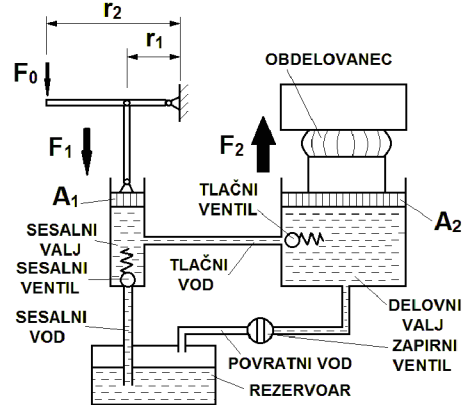 r2
r1
F0
OBDELOVANEC
F1
F2
TLAČNI
VENTIL
A1
A2
SESALNI
VALJ
SESALNI
VENTIL
TLAČNI
VOD
SESALNI
VOD
DELOVNI
VALJ
ZAPIRNI
VENTIL
POVRATNI VOD
REZERVOAR